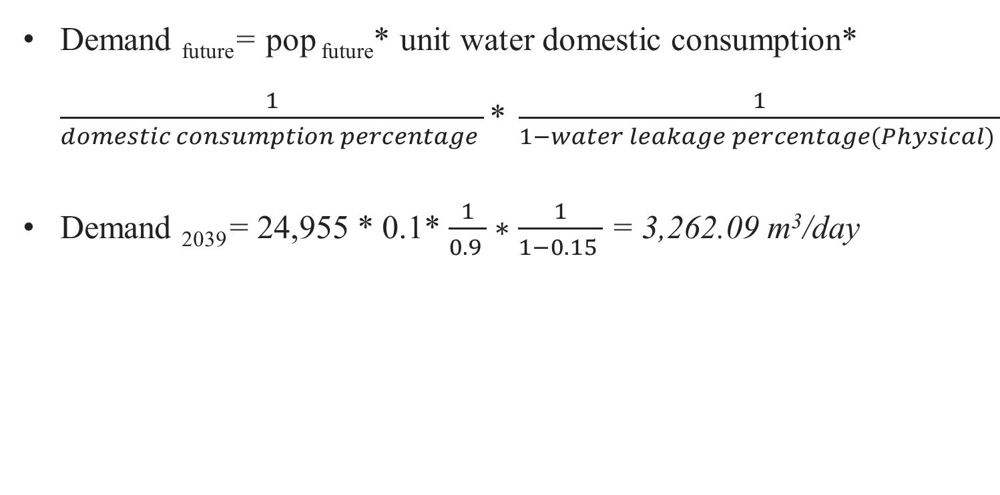 • Demand future= pop future* unit water domestic consumption*
1/domestic consumption percentage * 1/1−water leakage percentage(Physical)
• Demand 2039= 24,955 * 0.1* 1/0.9 * 1/1−0.15 = 3,262.09 m³/day